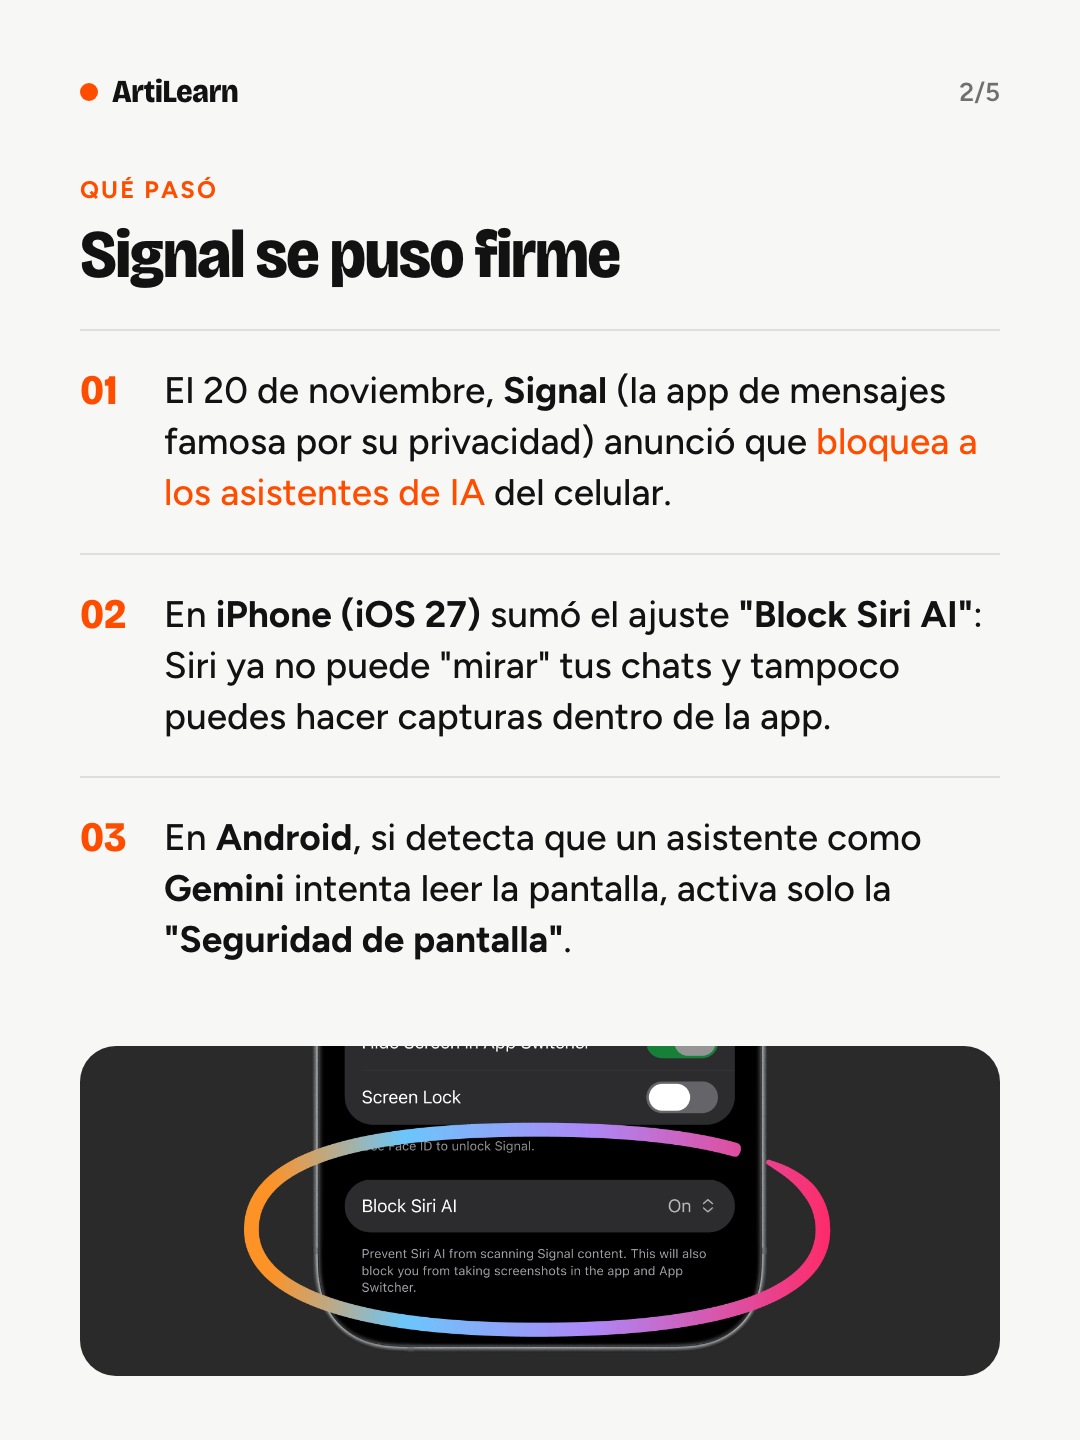 ArtiLearn
2/5
QUÉ PASÓ
Signal se puso firme
01
El 20 de noviembre, Signal (la app de mensajes
famosa por su privacidad) anunció que bloquea a
los asistentes de IA del celular.
02
En iPhone (iOS 27) sumó el ajuste "Block Siri AI":
Siri ya no puede "mirar" tus chats y tampoco
puedes hacer capturas dentro de la app.
03
En Android, si detecta que un asistente como
Gemini intenta leer la pantalla, activa solo la
"Seguridad de pantalla".
Hide Screen in App Switcher
Screen Lock
Face ID to unlock Signal.
Block Siri AI
On
Prevent Siri AI from scanning Signal content. This will also
block you from taking screenshots in the app and App
Switcher.